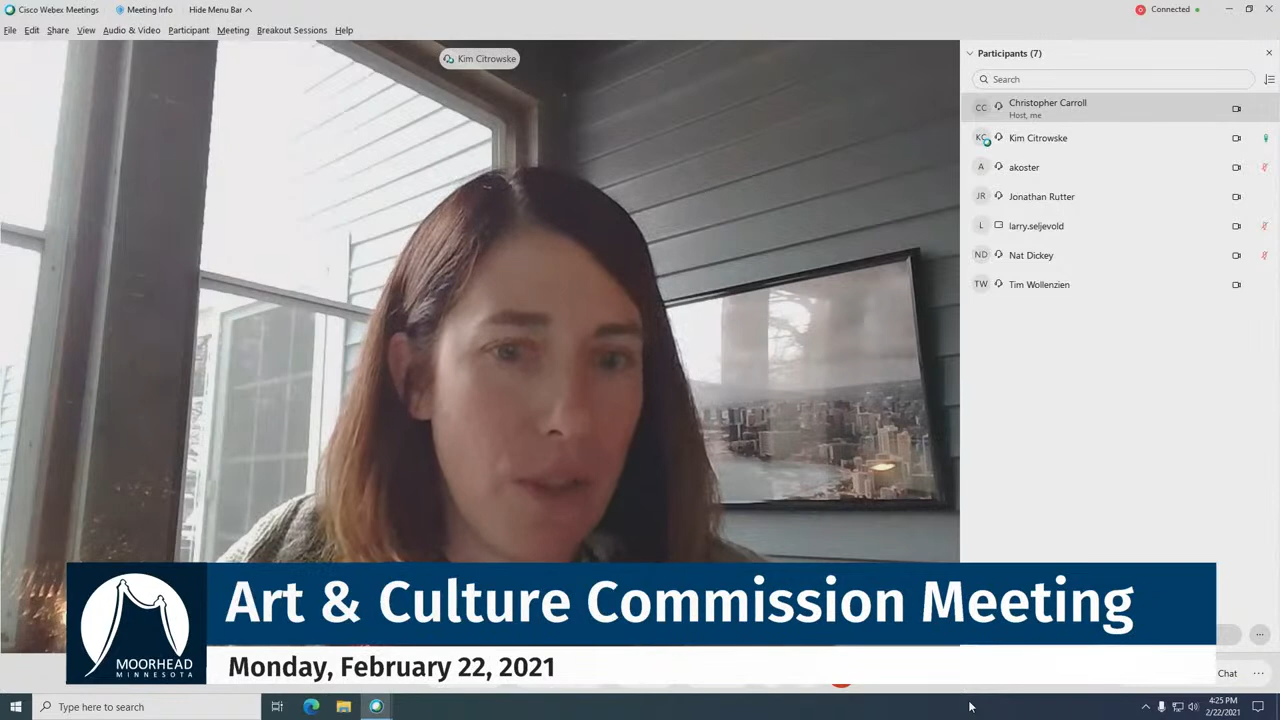 Cisco Webex Meetings
Meeting Info
Hide Menu Bar
Connected
File Edit Share View Audio & Video Participant Meeting Breakout Sessions Help
Kim Citrowske
Participants (7)
Search
CC Christopher Carroll
Host, me
KC Kim Citrowske
A akoster
JR Jonathan Rutter
L larry.seljevold
ND Nat Dickey
TW Tim Wollenzien
Art & Culture Commission Meeting
Monday, February 22, 2021
MOORHEAD
MINNESOTA
Chat
Type here to search
4:25 PM
2/22/2021